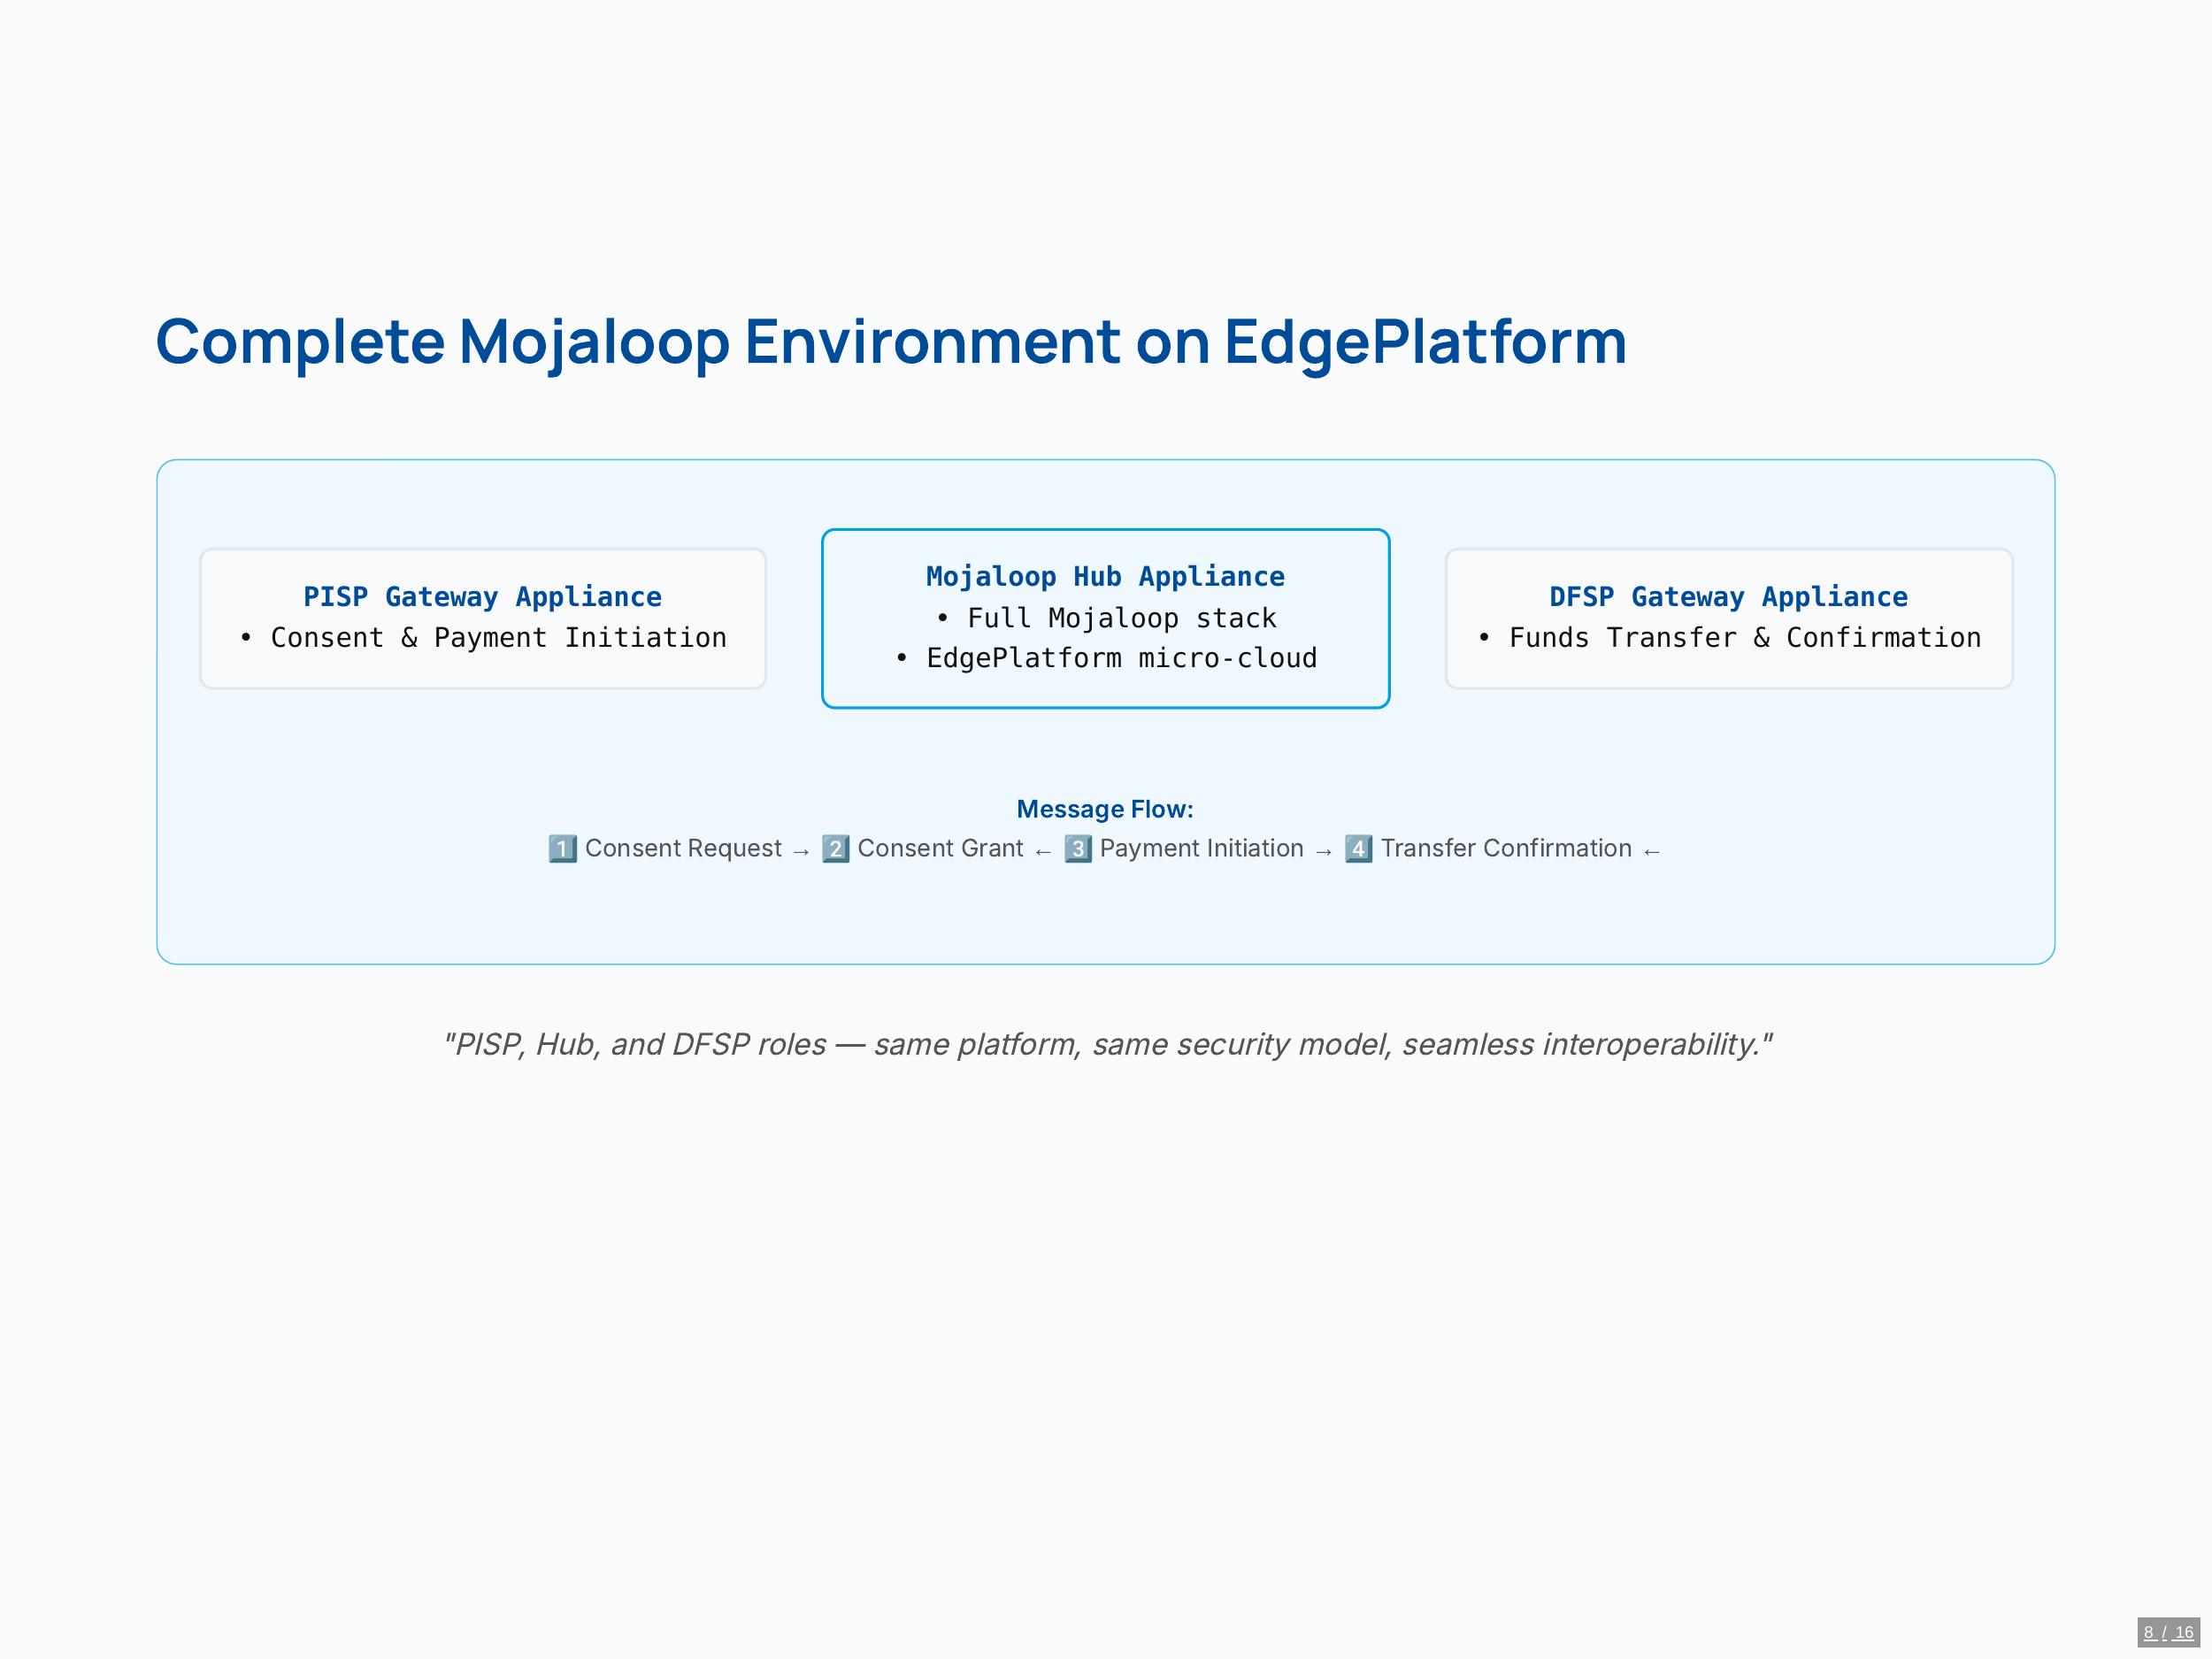 Complete Mojaloop Environment on EdgePlatform
PISP Gateway Appliance
• Consent & Payment Initiation
Mojaloop Hub Appliance
• Full Mojaloop stack
• EdgePlatform micro-cloud
DFSP Gateway Appliance
• Funds Transfer & Confirmation
Message Flow:
1️⃣ Consent Request → 2️⃣ Consent Grant ← 3️⃣ Payment Initiation → 4️⃣ Transfer Confirmation ←
"PISP, Hub, and DFSP roles — same platform, same security model, seamless interoperability."
8 / 16